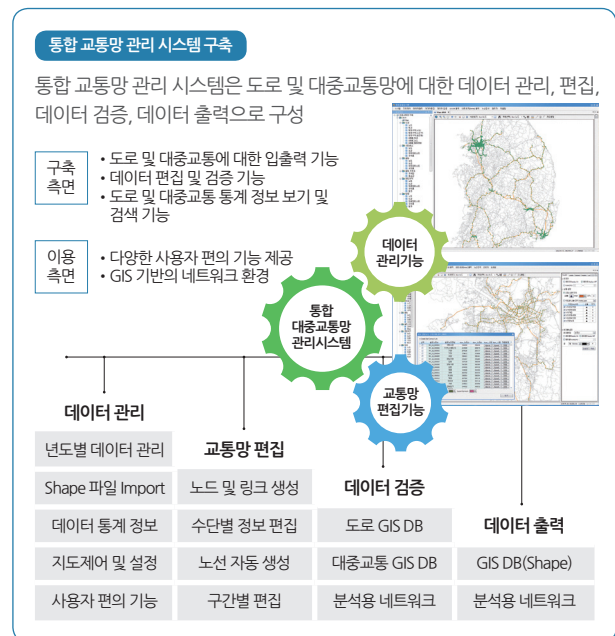 통합 교통망 관리 시스템 구축
통합 교통망 관리 시스템은 도로 및 대중교통망에 대한 데이터 관리, 편집,
데이터 검증, 데이터 출력으로 구성
구축
측면
• 도로 및 대중교통에 대한 입출력 기능
• 데이터 편집 및 검증 기능
• 도로 및 대중교통 통계 정보 보기 및
검색 기능
이용
측면
• 다양한 사용자 편의 기능 제공
• GIS 기반의 네트워크 환경
데이터
관리기능
통합
대중교통망
관리시스템
교통망
편집기능
데이터 관리
년도별 데이터 관리
Shape 파일 Import
데이터 통계 정보
지도제어 및 설정
사용자 편의 기능
교통망 편집
노드 및 링크 생성
수단별 정보 편집
노선 자동 생성
구간별 편집
데이터 검증
도로 GIS DB
대중교통 GIS DB
분석용 네트워크
데이터 출력
GIS DB(Shape)
분석용 네트워크